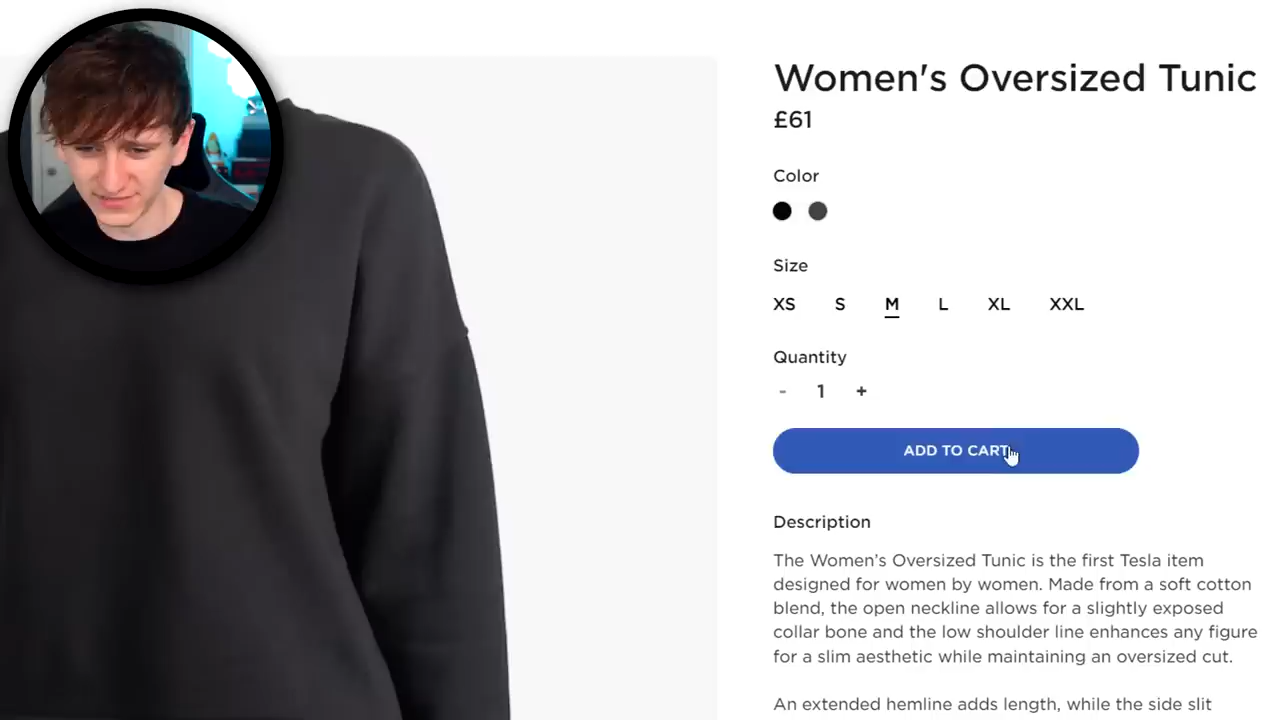 Women's Oversized Tunic
£61
Color
Size
XS S M L XL XXL
Quantity
- 1 +
ADD TO CART
Description
The Women’s Oversized Tunic is the first Tesla item
designed for women by women. Made from a soft cotton
blend, the open neckline allows for a slightly exposed
collar bone and the low shoulder line enhances any figure
for a slim aesthetic while maintaining an oversized cut.
An extended hemline adds length, while the side slit